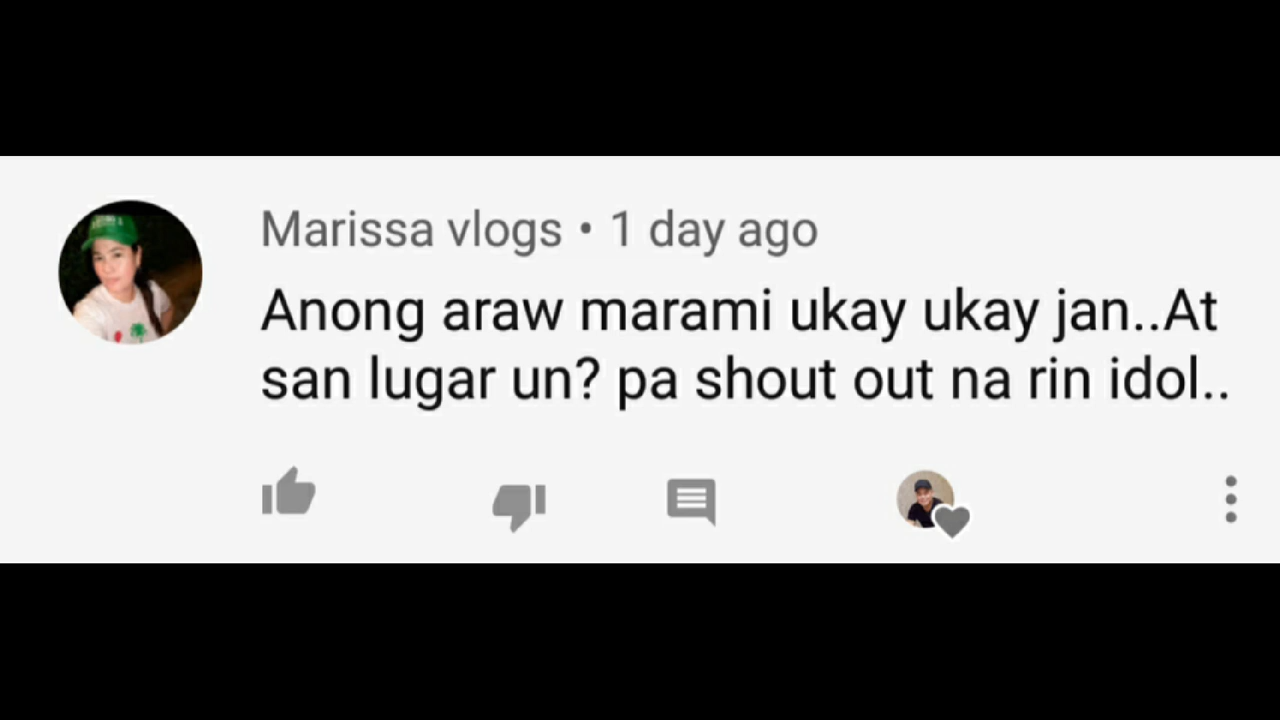 Marissa vlogs • 1 day ago
Anong araw marami ukay ukay jan..At
san lugar un? pa shout out na rin idol..